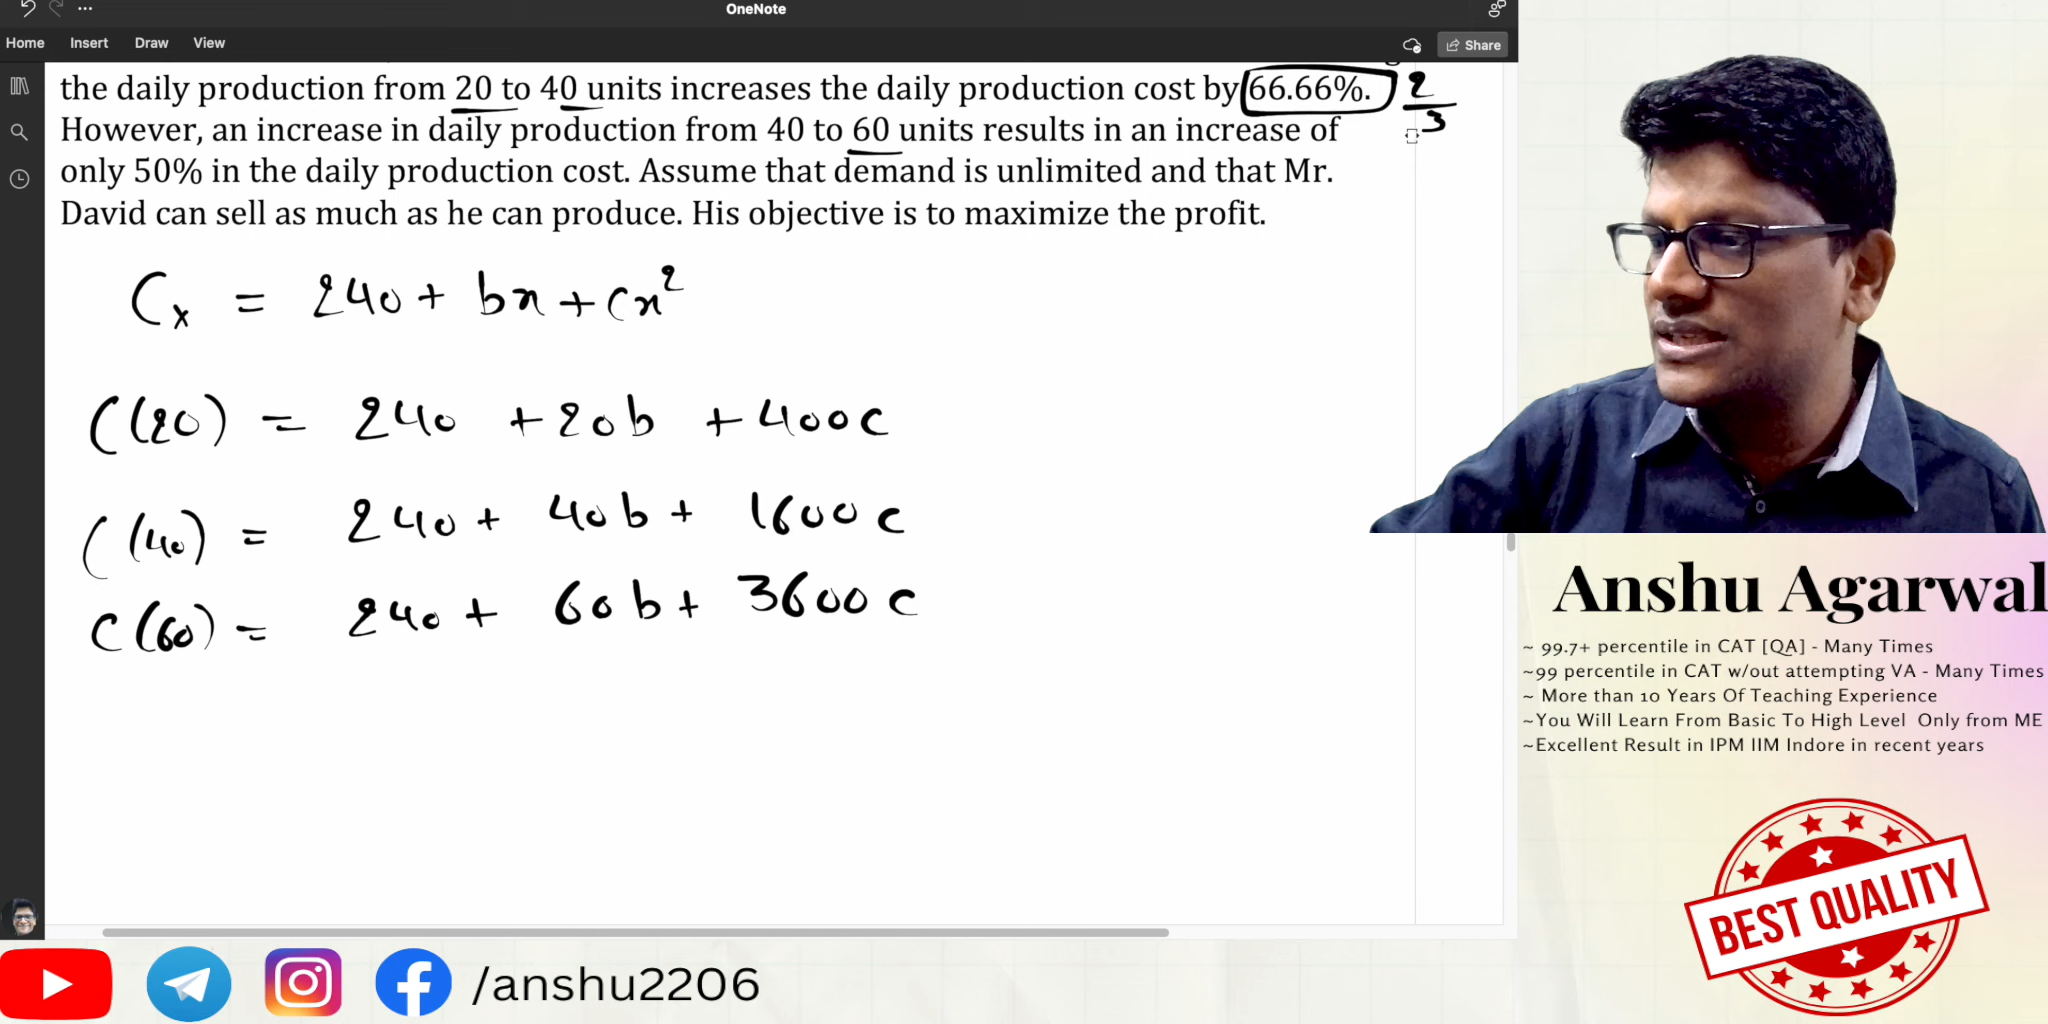 OneNote
Home Insert Draw View
Share
the daily production from 20 to 40 units increases the daily production cost by 66.66%. 2/3
However, an increase in daily production from 40 to 60 units results in an increase of
only 50% in the daily production cost. Assume that demand is unlimited and that Mr.
David can sell as much as he can produce. His objective is to maximize the profit.
Cx = 240 + bx + cx²
C(20) = 240 + 20b + 400c
C(40) = 240 + 40b + 1600c
C(60) = 240 + 60b + 3600c
Anshu Agarwal
~ 99.7+ percentile in CAT [QA] - Many Times
~99 percentile in CAT w/out attempting VA - Many Times
~ More than 10 Years Of Teaching Experience
~You Will Learn From Basic To High Level Only from ME
~Excellent Result in IPM IIM Indore in recent years
BEST QUALITY
/anshu2206